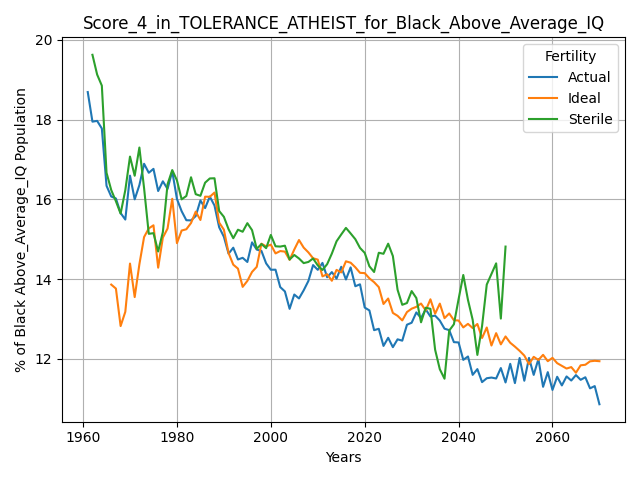 Score_4_in_TOLERANCE_ATHEIST_for_Black_Above_Average_IQ
% of Black Above_Average_IQ Population
20
18
16
14
12
1960
1980
2000
2020
2040
2060
Years
Fertility
Actual
Ideal
Sterile